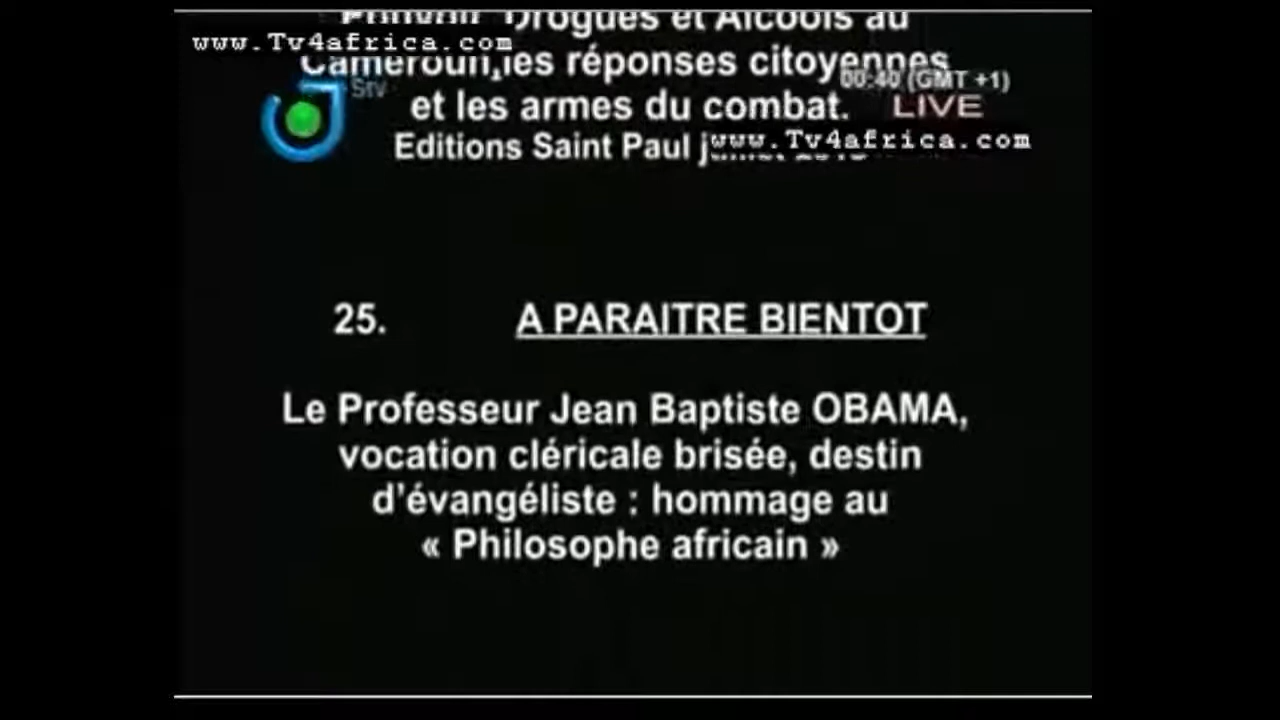 Pouvoir, Drogues et Alcools au
www.Tv4africa.com
Cameroun,les réponses citoyennes
00:40 (GMT +1)
Stv
et les armes du combat.
LIVE
Editions Saint Paul
www.Tv4africa.com
25. A PARAITRE BIENTOT
Le Professeur Jean Baptiste OBAMA,
vocation cléricale brisée, destin
d'évangéliste : hommage au
« Philosophe africain »